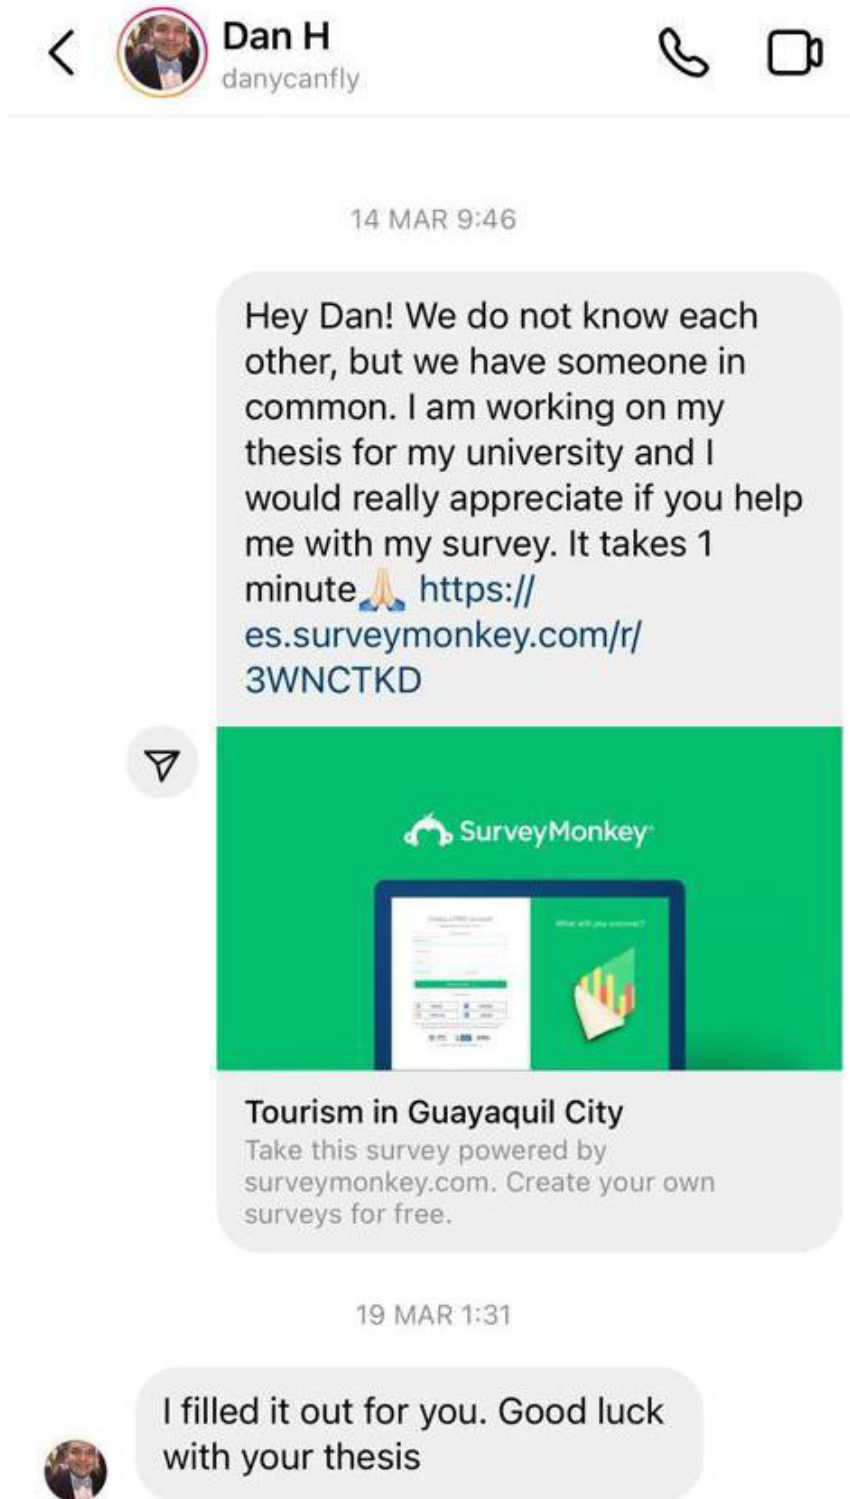 Dan H
danycanfly
14 MAR 9:46
Hey Dan! We do not know each
other, but we have someone in
common. I am working on my
thesis for my university and I
would really appreciate if you help
me with my survey. It takes 1
minute🙏🏻 https://
es.surveymonkey.com/r/
3WNCTKD
SurveyMonkey
What will you uncover?
Tourism in Guayaquil City
Take this survey powered by
surveymonkey.com. Create your own
surveys for free.
19 MAR 1:31
I filled it out for you. Good luck
with your thesis